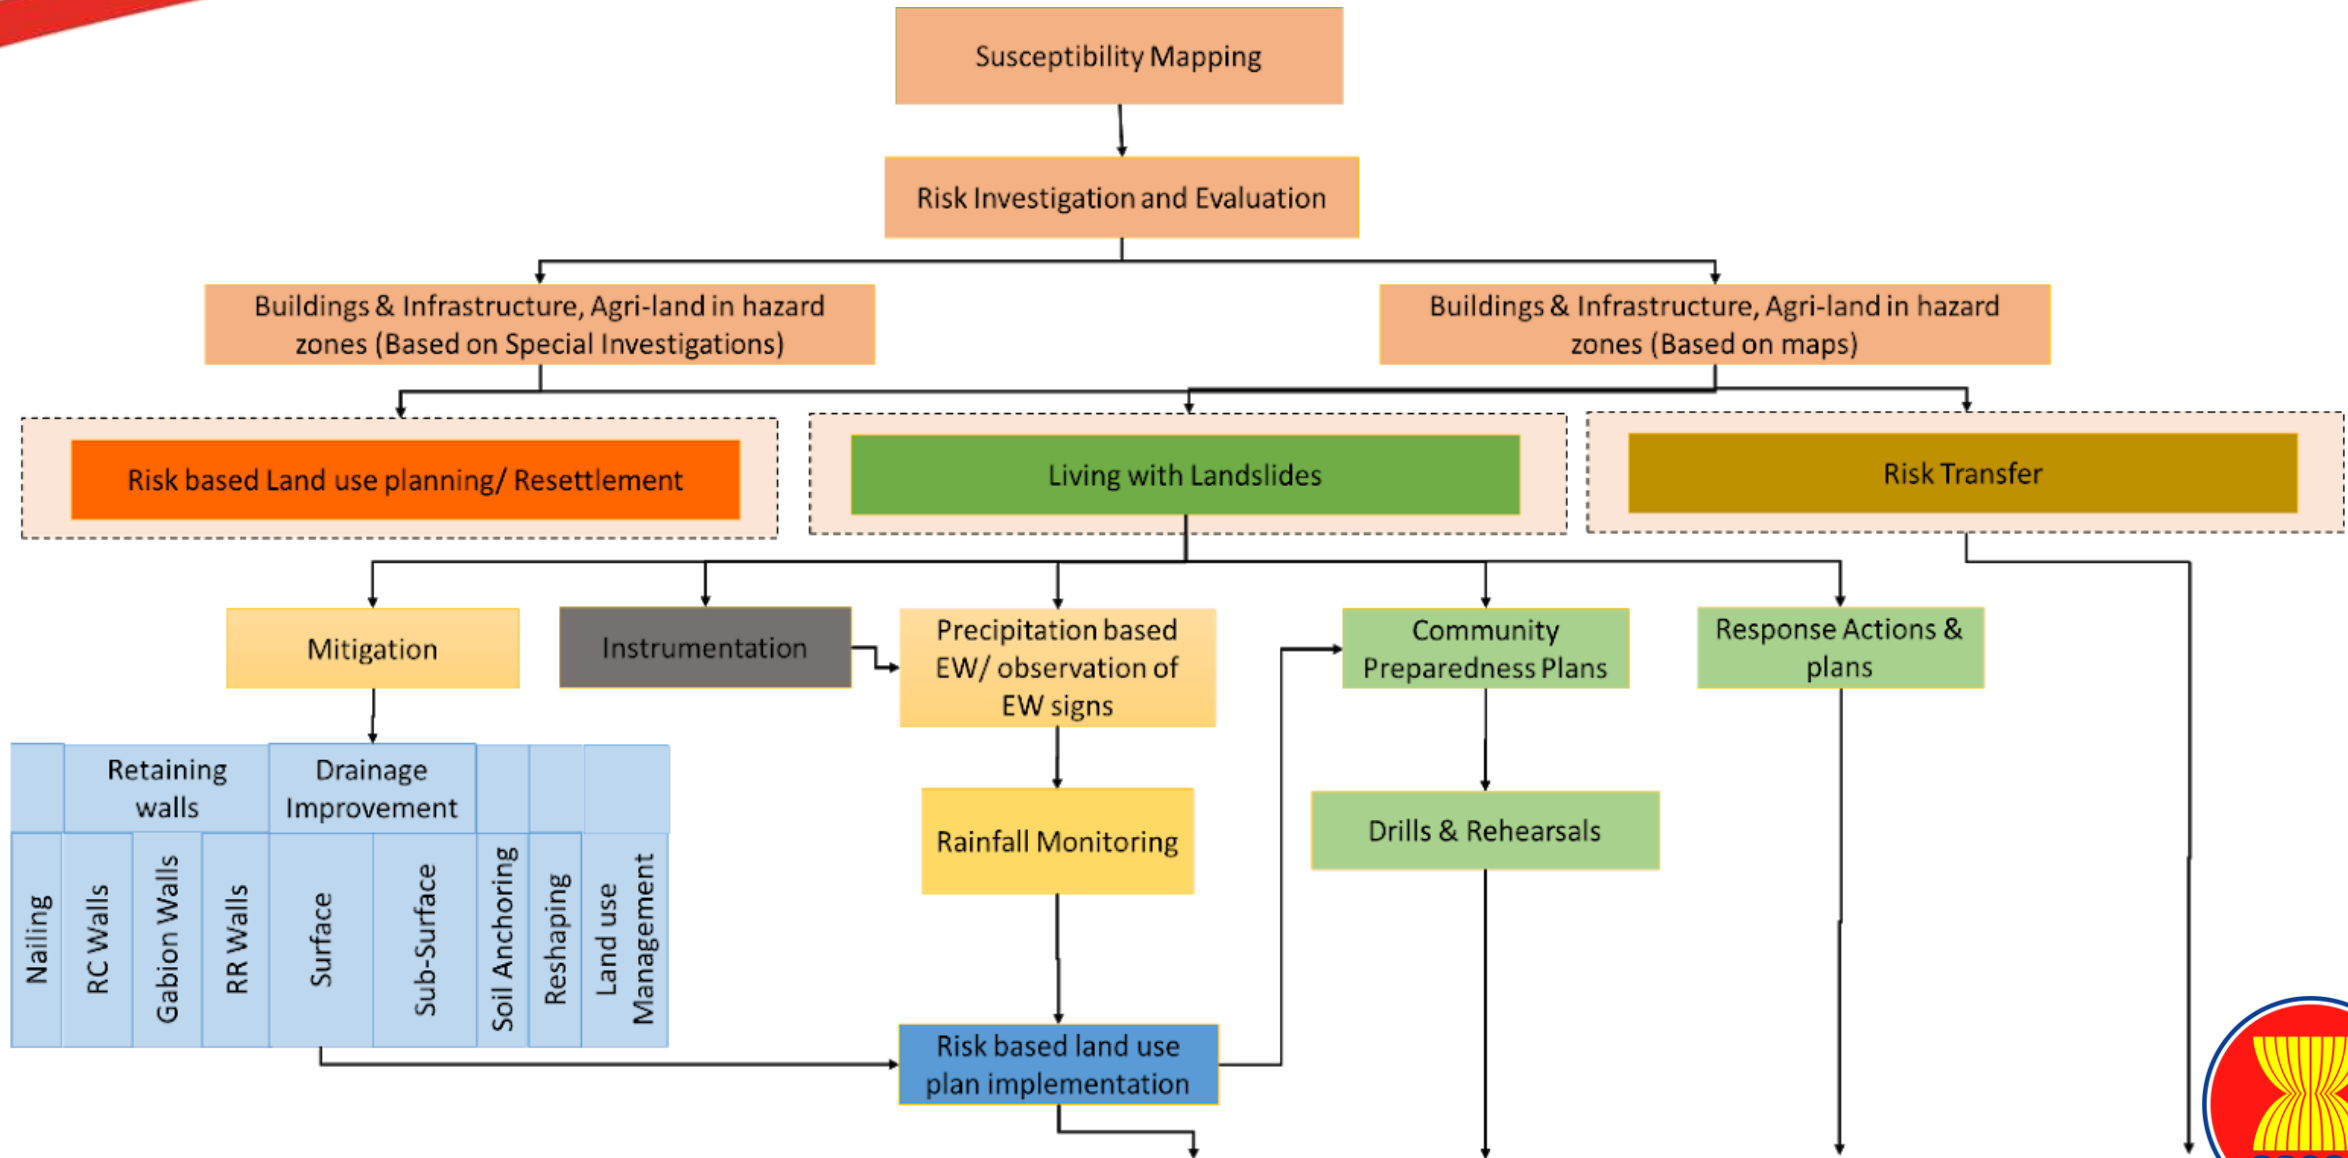 Susceptibility Mapping
Risk Investigation and Evaluation
Buildings & Infrastructure, Agri-land in hazard
zones (Based on Special Investigations)
Buildings & Infrastructure, Agri-land in hazard
zones (Based on maps)
Risk based Land use planning/ Resettlement
Living with Landslides
Risk Transfer
Mitigation
Instrumentation
Precipitation based
EW/ observation of
EW signs
Community
Preparedness Plans
Response Actions &
plans
Retaining
walls
Drainage
Improvement
Nailing
RC Walls
Gabion Walls
RR Walls
Surface
Sub-Surface
Soil Anchoring
Reshaping
Land use
Management
Rainfall Monitoring
Drills & Rehearsals
Risk based land use
plan implementation